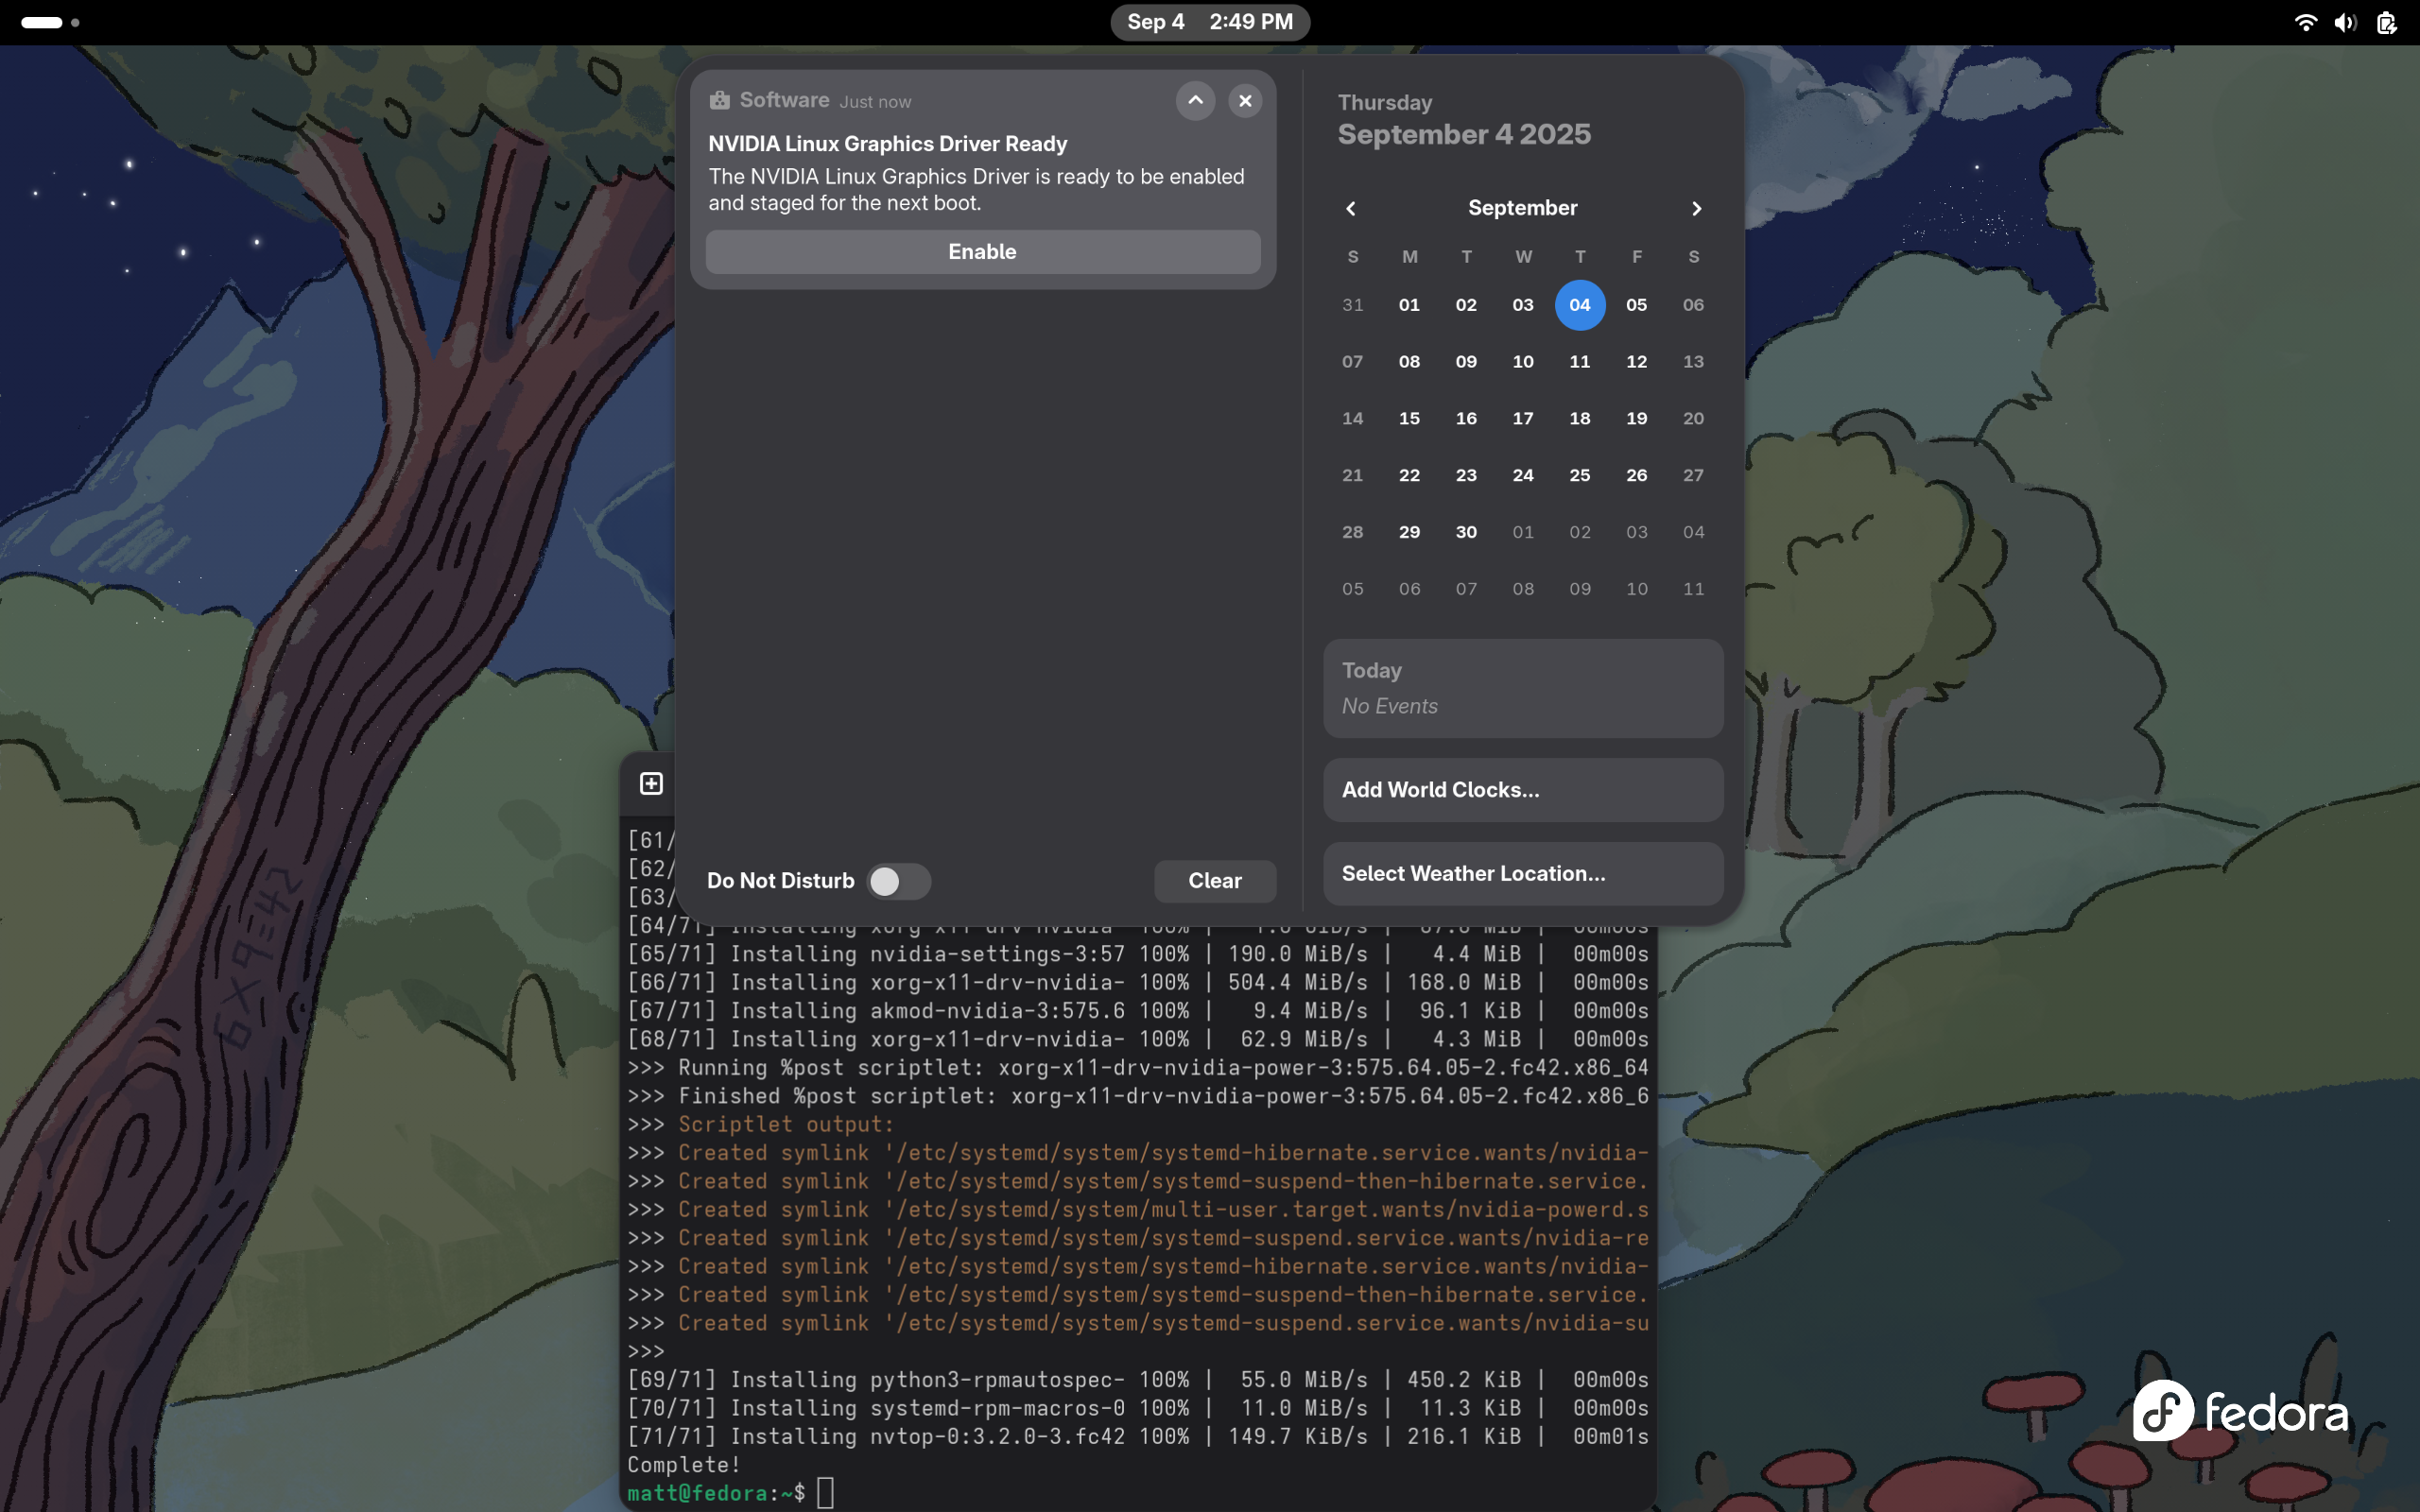 Sep 4 2:49 PM
Software Just now
NVIDIA Linux Graphics Driver Ready
The NVIDIA Linux Graphics Driver is ready to be enabled
and staged for the next boot.
Enable
Do Not Disturb
Clear
Thursday
September 4 2025
September
S M T W T F S
31 01 02 03 04 05 06
07 08 09 10 11 12 13
14 15 16 17 18 19 20
21 22 23 24 25 26 27
28 29 30 01 02 03 04
05 06 07 08 09 10 11
Today
No Events
Add World Clocks...
Select Weather Location...
[61/
[62/
[63/
[64/71] Installing xorg-x11-drv-nvidia- 100% | MiB | 00m00s
[65/71] Installing nvidia-settings-3:57 100% | 190.0 MiB/s | 4.4 MiB | 00m00s
[66/71] Installing xorg-x11-drv-nvidia- 100% | 504.4 MiB/s | 168.0 MiB | 00m00s
[67/71] Installing akmod-nvidia-3:575.6 100% | 9.4 MiB/s | 96.1 KiB | 00m00s
[68/71] Installing xorg-x11-drv-nvidia- 100% | 62.9 MiB/s | 4.3 MiB | 00m00s
>>> Running %post scriptlet: xorg-x11-drv-nvidia-power-3:575.64.05-2.fc42.x86_64
>>> Finished %post scriptlet: xorg-x11-drv-nvidia-power-3:575.64.05-2.fc42.x86_6
>>> Scriptlet output:
>>> Created symlink '/etc/systemd/system/systemd-hibernate.service.wants/nvidia-
>>> Created symlink '/etc/systemd/system/systemd-suspend-then-hibernate.service.
>>> Created symlink '/etc/systemd/system/multi-user.target.wants/nvidia-powerd.s
>>> Created symlink '/etc/systemd/system/systemd-suspend.service.wants/nvidia-re
>>> Created symlink '/etc/systemd/system/systemd-hibernate.service.wants/nvidia-
>>> Created symlink '/etc/systemd/system/systemd-suspend-then-hibernate.service.
>>> Created symlink '/etc/systemd/system/systemd-suspend.service.wants/nvidia-su
>>>
[69/71] Installing python3-rpmautospec- 100% | 55.0 MiB/s | 450.2 KiB | 00m00s
[70/71] Installing systemd-rpm-macros-0 100% | 11.0 MiB/s | 11.3 KiB | 00m00s
[71/71] Installing nvtop-0:3.2.0-3.fc42 100% | 149.7 KiB/s | 216.1 KiB | 00m01s
Complete!
matt@fedora:~$
6X9=42
fedora